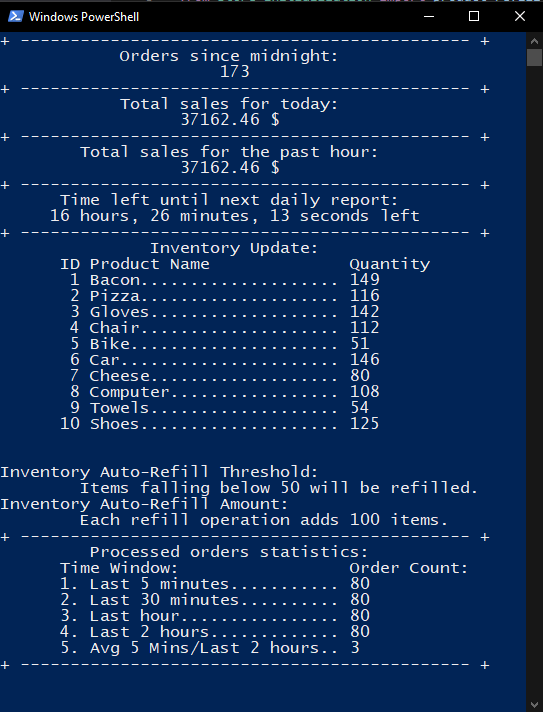 Windows PowerShell
+ --------------------------------------------- +
Orders since midnight:
173
+ --------------------------------------------- +
Total sales for today:
37162.46 $
+ --------------------------------------------- +
Total sales for the past hour:
37162.46 $
+ --------------------------------------------- +
Time left until next daily report:
16 hours, 26 minutes, 13 seconds left
+ --------------------------------------------- +
Inventory Update:
ID Product Name Quantity
1 Bacon.................... 149
2 Pizza.................... 116
3 Gloves................... 142
4 Chair.................... 112
5 Bike..................... 51
6 Car...................... 146
7 Cheese................... 80
8 Computer................. 108
9 Towels................... 54
10 Shoes.................... 125
Inventory Auto-Refill Threshold:
Items falling below 50 will be refilled.
Inventory Auto-Refill Amount:
Each refill operation adds 100 items.
+ --------------------------------------------- +
Processed orders statistics:
Time Window: Order Count:
1. Last 5 minutes........... 80
2. Last 30 minutes.......... 80
3. Last hour................ 80
4. Last 2 hours............. 80
5. Avg 5 Mins/Last 2 hours.. 3
+ --------------------------------------------- +